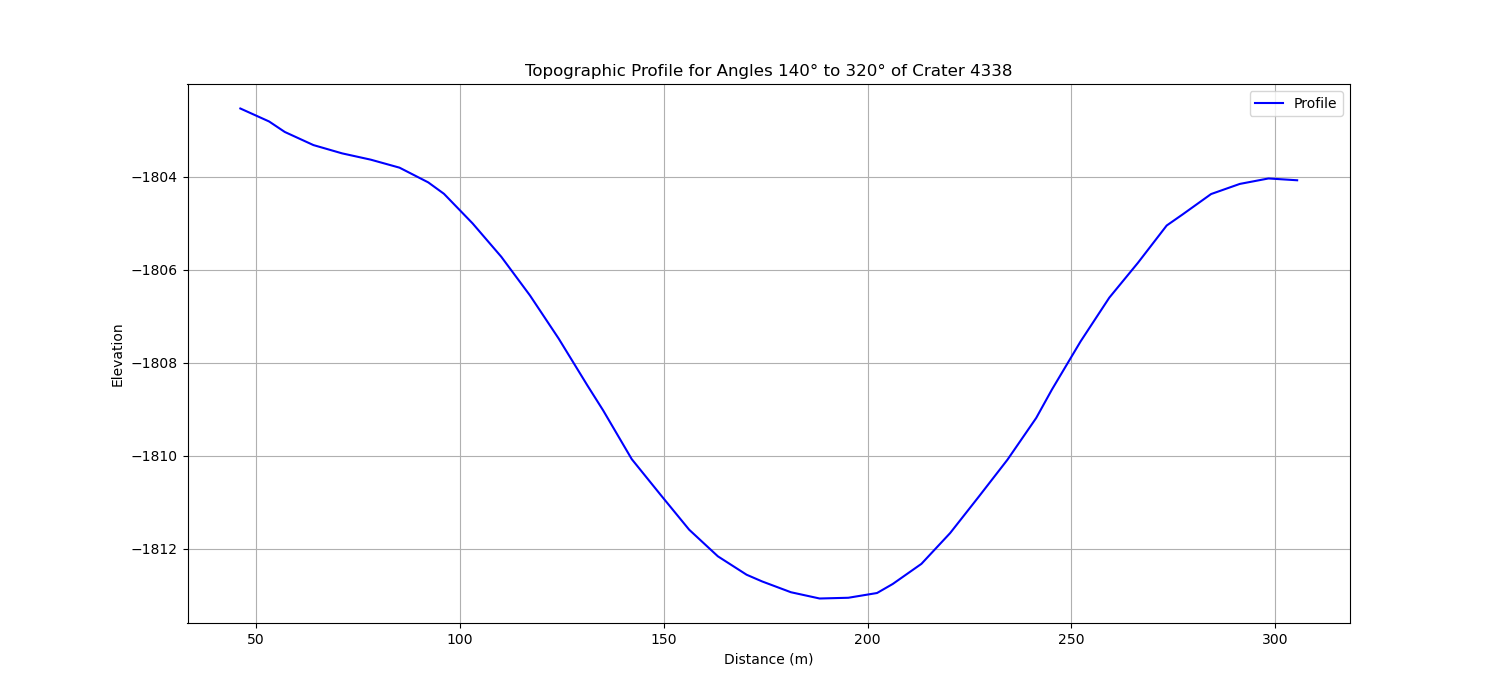 Topographic Profile for Angles 140° to 320° of Crater 4338
Profile
−1804
−1806
−1808
−1810
−1812
Elevation
50 100 150 200 250 300
Distance (m)